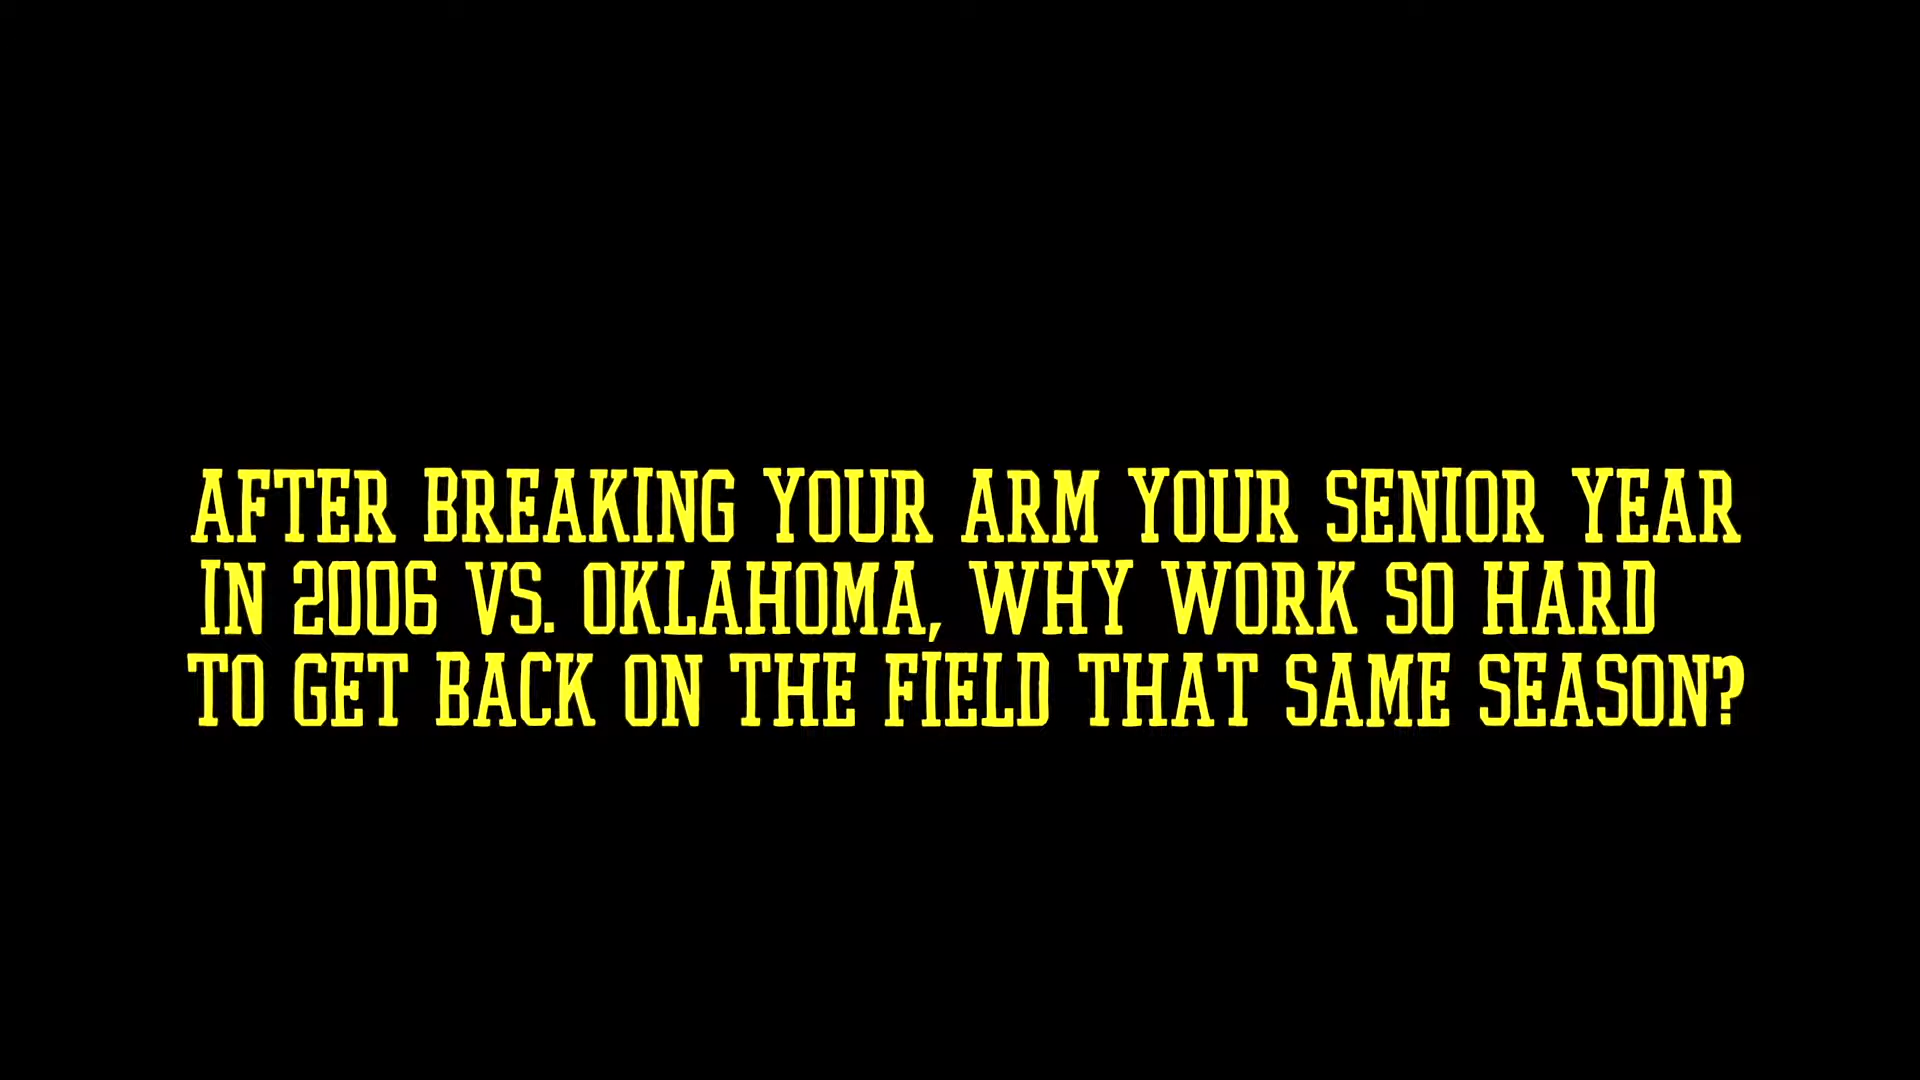 AFTER BREAKING YOUR ARM YOUR SENIOR YEAR
IN 2006 VS. OKLAHOMA, WHY WORK SO HARD
TO GET BACK ON THE FIELD THAT SAME SEASON?